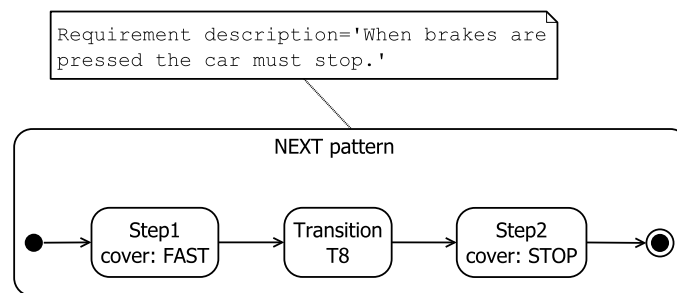 Requirement description='When brakes are
pressed the car must stop.'
NEXT pattern
Step1
cover: FAST
Transition
T8
Step2
cover: STOP